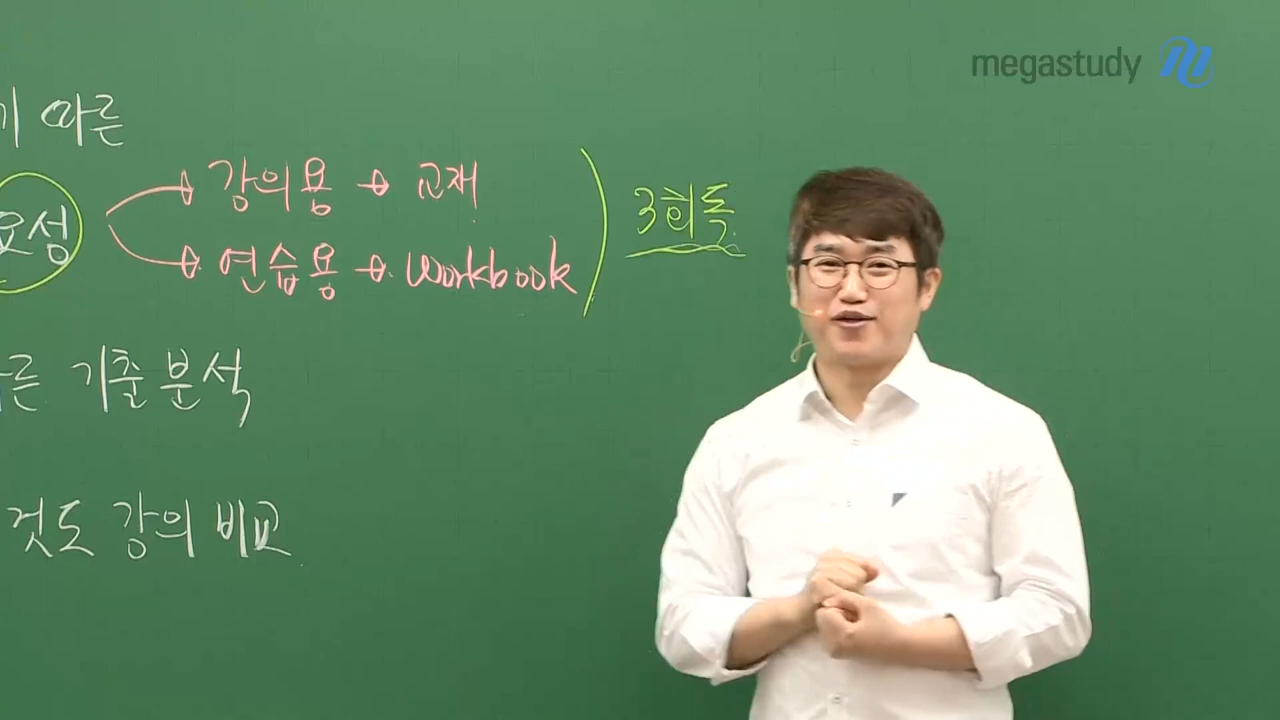 megastudy
따른
강의용 → 교재
요성
3회독
연습용 → workbook
른 기출분석
것도 강의 비교